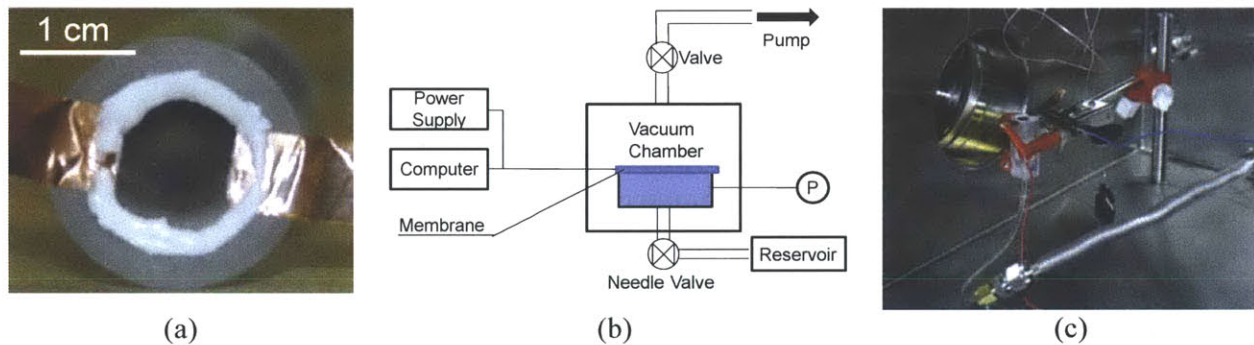 1 cm
Pump
Valve
Power
Supply
Vacuum
Chamber
Computer
P
Membrane
Reservoir
Needle Valve
(a)
(b)
(c)